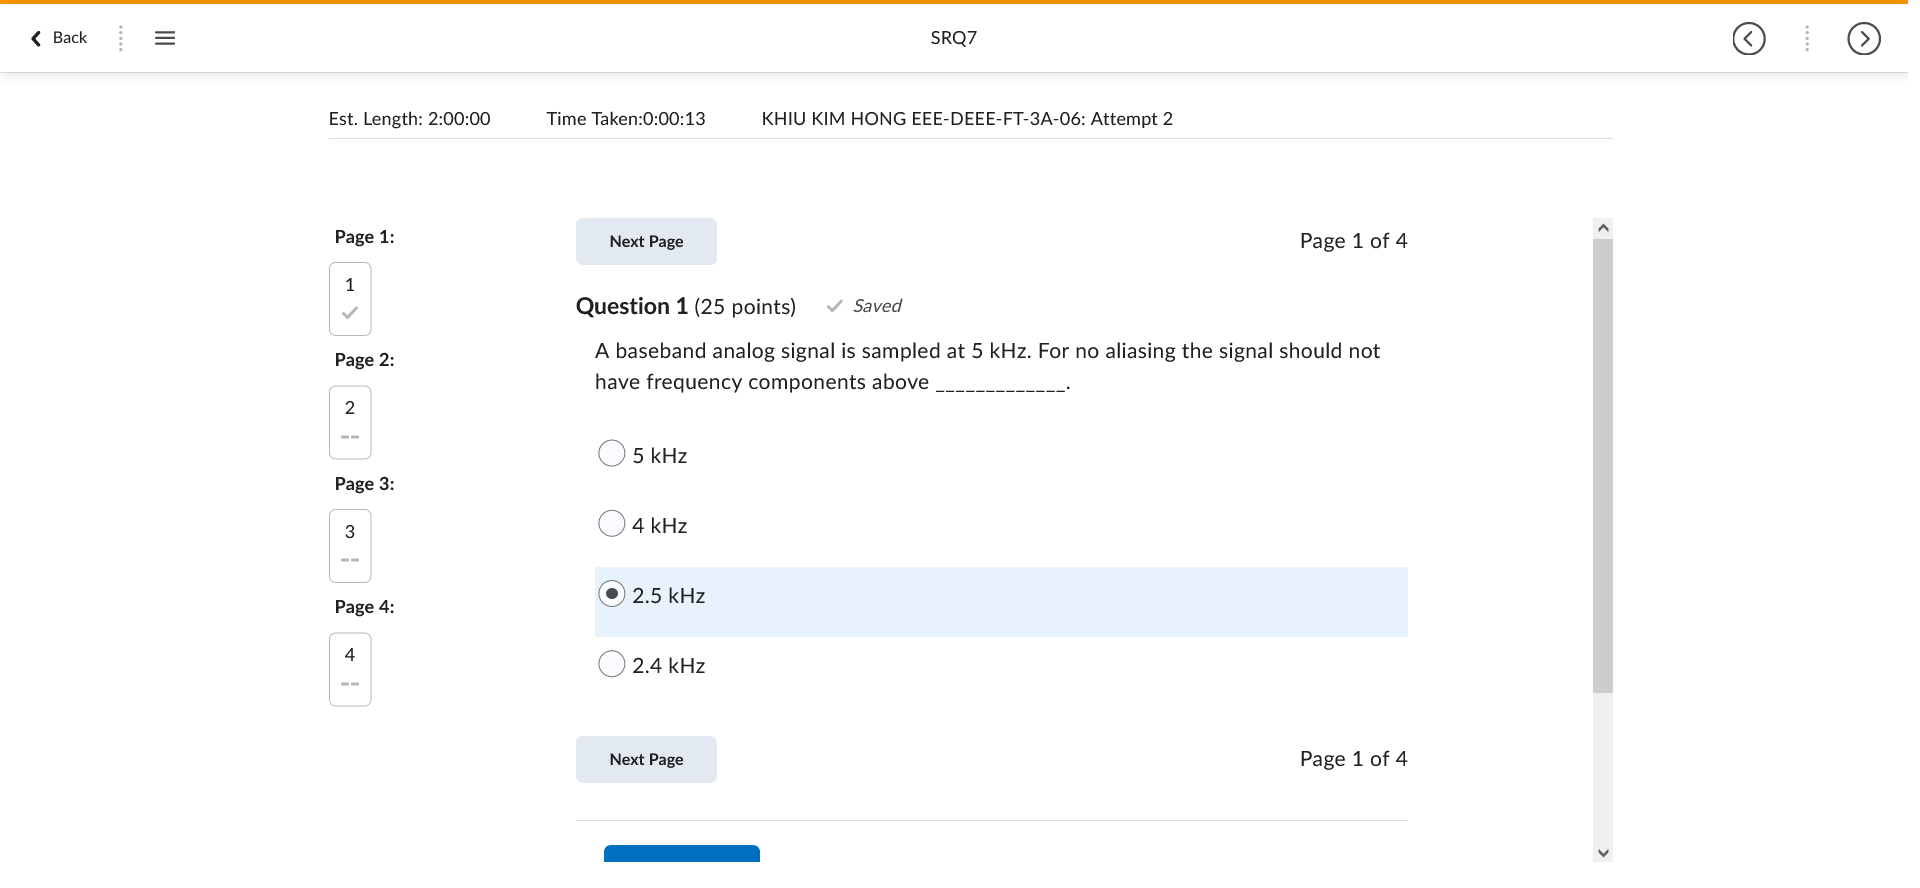 Back
SRQ7
Est. Length: 2:00:00 Time Taken:0:00:13 KHIU KIM HONG EEE-DEEE-FT-3A-06: Attempt 2
Page 1:
1
Page 2:
2
--
Page 3:
3
--
Page 4:
4
--
Next Page Page 1 of 4
Question 1 (25 points) Saved
A baseband analog signal is sampled at 5 kHz. For no aliasing the signal should not
have frequency components above _____________.
5 kHz
4 kHz
2.5 kHz
2.4 kHz
Next Page Page 1 of 4